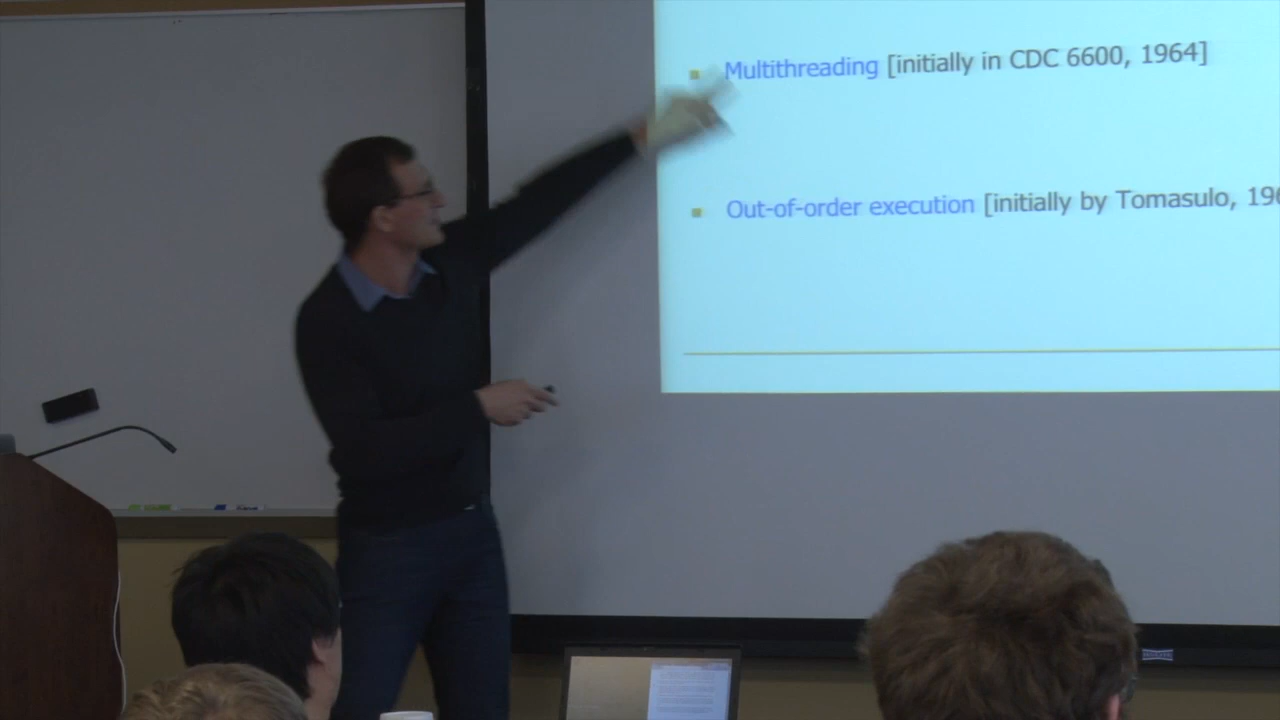 Multithreading [initially in CDC 6600, 1964]
Out-of-order execution [initially by Tomasulo,